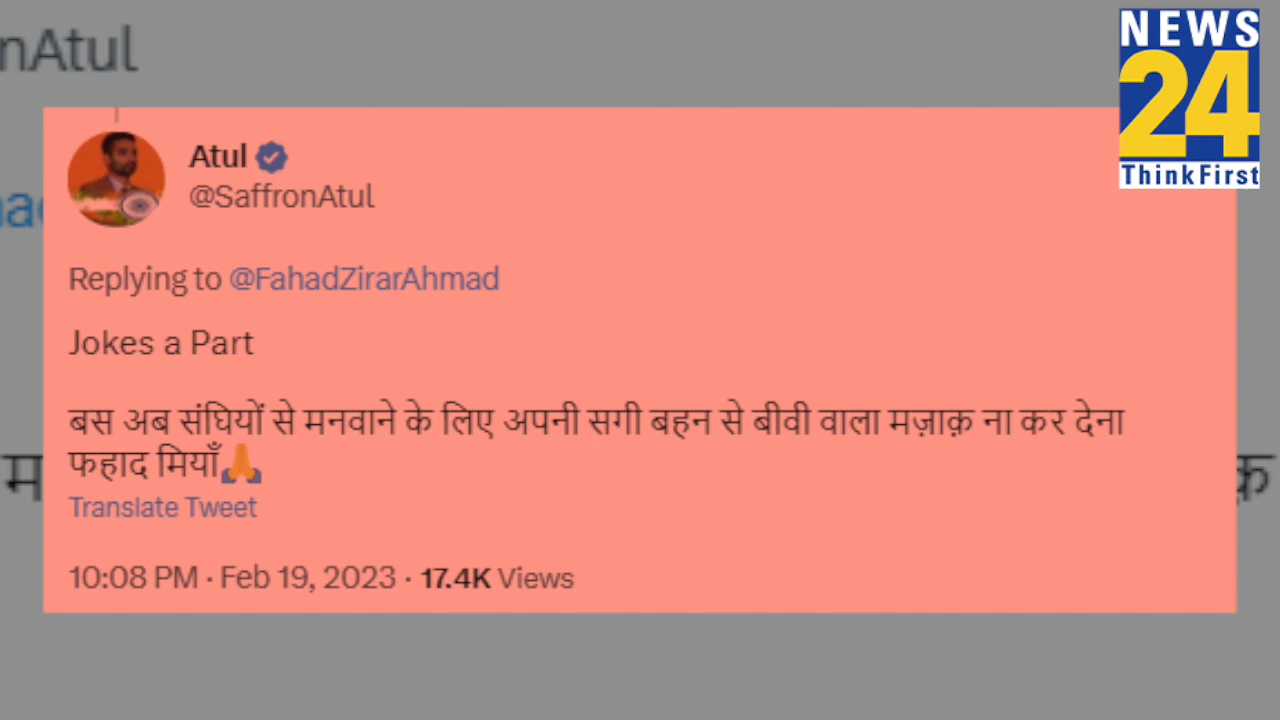 nAtul
NEWS
24
ThinkFirst
Atul
@SaffronAtul
Replying to @FahadZirarAhmad
Jokes a Part
बस अब संघियों से मनवाने के लिए अपनी सगी बहन से बीवी वाला मज़ाक़ ना कर देना
फहाद मियाँ🙏
Translate Tweet
10:08 PM · Feb 19, 2023 · 17.4K Views